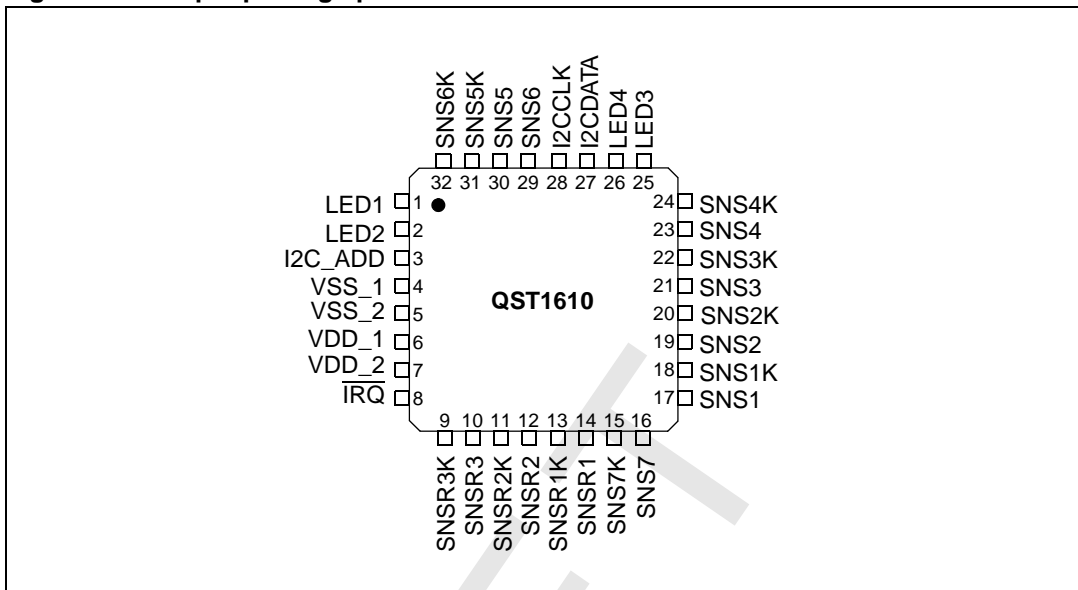 SNS6K
SNS5K
SNS5
SNS6
I2CCLK
I2CDATA
LED4
LED3
32 31 30 29 28 27 26 25
LED1 1
LED2 2
I2C_ADD 3
VSS_1 4
VSS_2 5
VDD_1 6
VDD_2 7
IRQ 8
QST1610
24 SNS4K
23 SNS4
22 SNS3K
21 SNS3
20 SNS2K
19 SNS2
18 SNS1K
17 SNS1
9 10 11 12 13 14 15 16
SNSR3K
SNSR3
SNSR2K
SNSR2
SNSR1K
SNSR1
SNS7K
SNS7